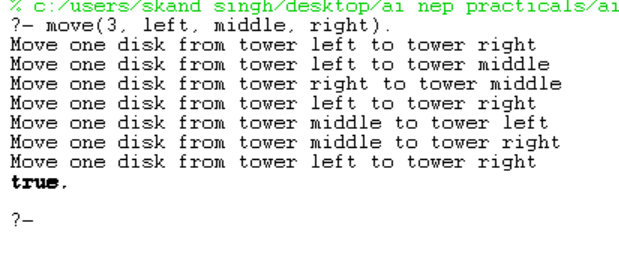 % c:/users/skand singh/desktop/ai nep practicals/ai
?- move(3, left, middle, right).
Move one disk from tower left to tower right
Move one disk from tower left to tower middle
Move one disk from tower right to tower middle
Move one disk from tower left to tower right
Move one disk from tower middle to tower left
Move one disk from tower middle to tower right
Move one disk from tower left to tower right
true.
?-